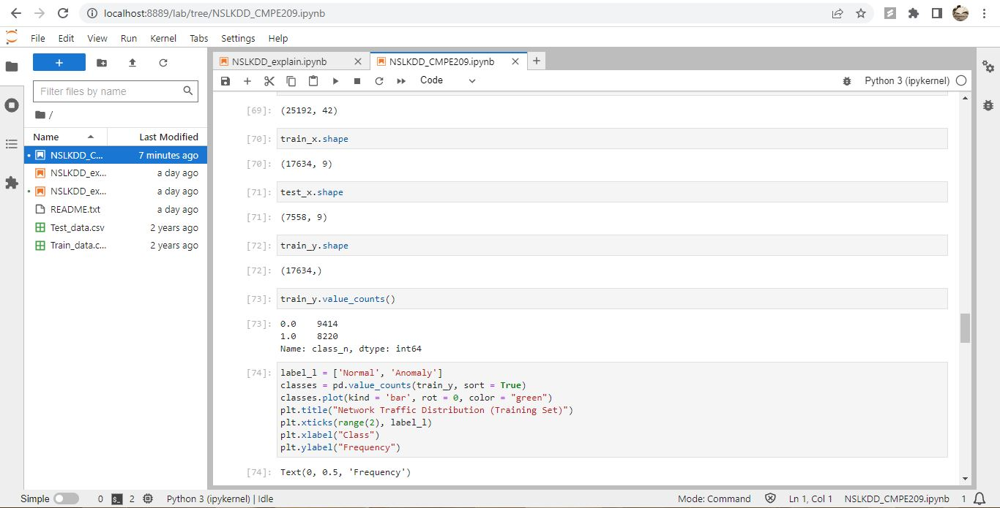 localhost:8889/lab/tree/NSLKDD_CMPE209.ipynb
File Edit View Run Kernel Tabs Settings Help
NSLKDD_explain.ipynb
NSLKDD_CMPE209.ipynb
Code
Python 3 (ipykernel)
Filter files by name
/
Name Last Modified
NSLKDD_C... 7 minutes ago
NSLKDD_ex... a day ago
NSLKDD_ex... a day ago
README.txt a day ago
Test_data.csv 2 years ago
Train_data.c... 2 years ago
[69]: (25192, 42)
[70]: train_x.shape
[70]: (17634, 9)
[71]: test_x.shape
[71]: (7558, 9)
[72]: train_y.shape
[72]: (17634,)
[73]: train_y.value_counts()
[73]: 0.0    9414
1.0    8220
Name: class_n, dtype: int64
[74]: label_l = ['Normal', 'Anomaly']
classes = pd.value_counts(train_y, sort = True)
classes.plot(kind = 'bar', rot = 0, color = "green")
plt.title("Network Traffic Distribution (Training Set)")
plt.xticks(range(2), label_l)
plt.xlabel("Class")
plt.ylabel("Frequency")
[74]: Text(0, 0.5, 'Frequency')
Simple 0 2 Python 3 (ipykernel) | Idle Mode: Command Ln 1, Col 1 NSLKDD_CMPE209.ipynb 1